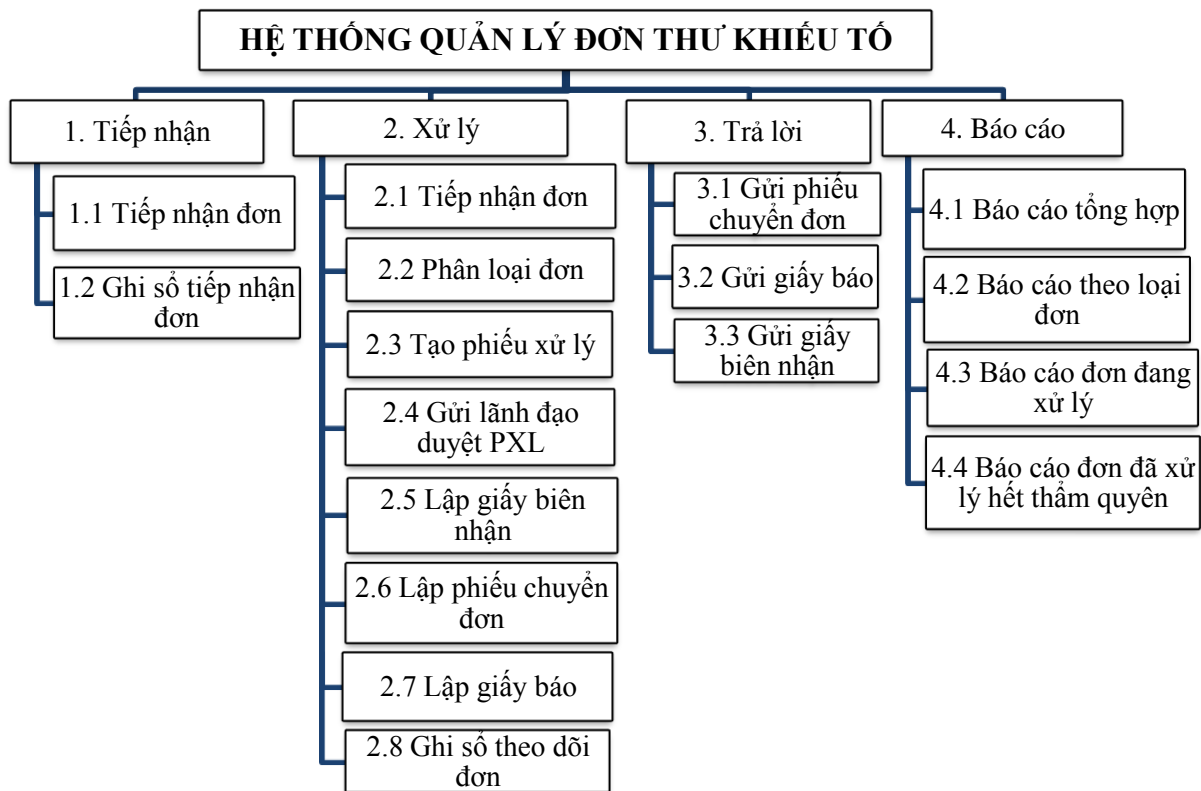 HỆ THỐNG QUẢN LÝ ĐƠN THƯ KHIẾU TỐ
1. Tiếp nhận
1.1 Tiếp nhận đơn
1.2 Ghi sổ tiếp nhận
đơn
2. Xử lý
2.1 Tiếp nhận đơn
2.2 Phân loại đơn
2.3 Tạo phiếu xử lý
2.4 Gửi lãnh đạo
duyệt PXL
2.5 Lập giấy biên
nhận
2.6 Lập phiếu chuyển
đơn
2.7 Lập giấy báo
2.8 Ghi sổ theo dõi
đơn
3. Trả lời
3.1 Gửi phiếu
chuyển đơn
3.2 Gửi giấy báo
3.3 Gửi giấy
biên nhận
4. Báo cáo
4.1 Báo cáo tổng hợp
4.2 Báo cáo theo loại
đơn
4.3 Báo cáo đơn đang
xử lý
4.4 Báo cáo đơn đã xử
lý hết thẩm quyên